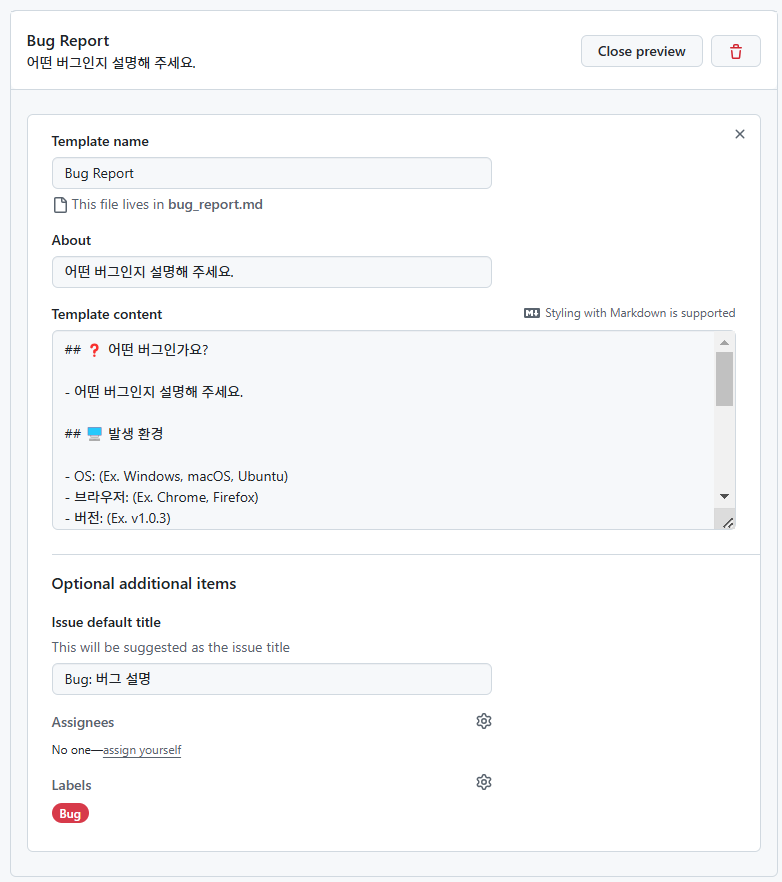 Bug Report
어떤 버그인지 설명해 주세요.
Close preview
Template name
Bug Report
This file lives in bug_report.md
About
어떤 버그인지 설명해 주세요.
Template content
Styling with Markdown is supported
## ❓ 어떤 버그인가요?
- 어떤 버그인지 설명해 주세요.
## 🖥️ 발생 환경
- OS: (Ex. Windows, macOS, Ubuntu)
- 브라우저: (Ex. Chrome, Firefox)
- 버전: (Ex. v1.0.3)
Optional additional items
Issue default title
This will be suggested as the issue title
Bug: 버그 설명
Assignees
No one—assign yourself
Labels
Bug